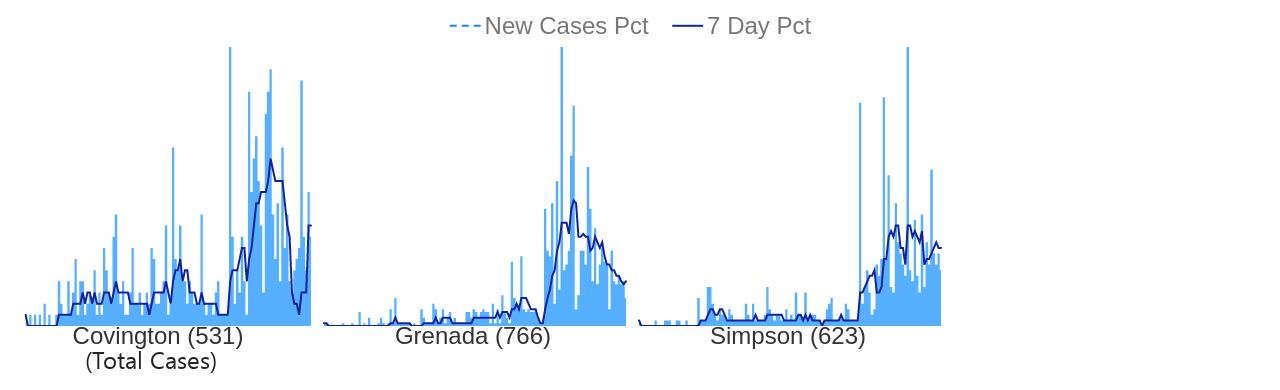 New Cases Pct 7 Day Pct
Covington (531) Grenada (766) Simpson (623)
(Total Cases)